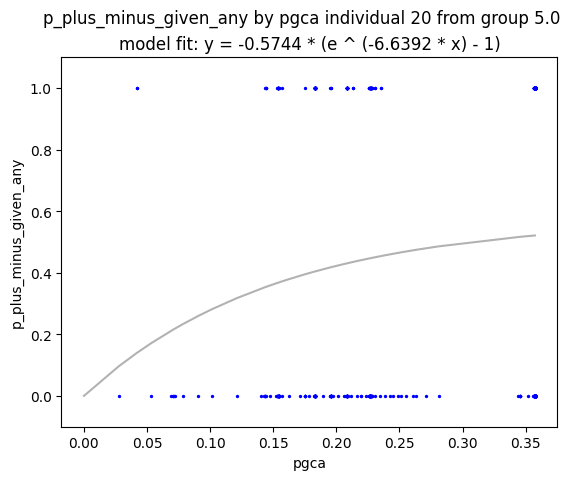 p_plus_minus_given_any by pgca individual 20 from group 5.0
model fit: y = -0.5744 * (e ^ (-6.6392 * x) - 1)
p_plus_minus_given_any
1.0
0.8
0.6
0.4
0.2
0.0
0.00 0.05 0.10 0.15 0.20 0.25 0.30 0.35
pgca